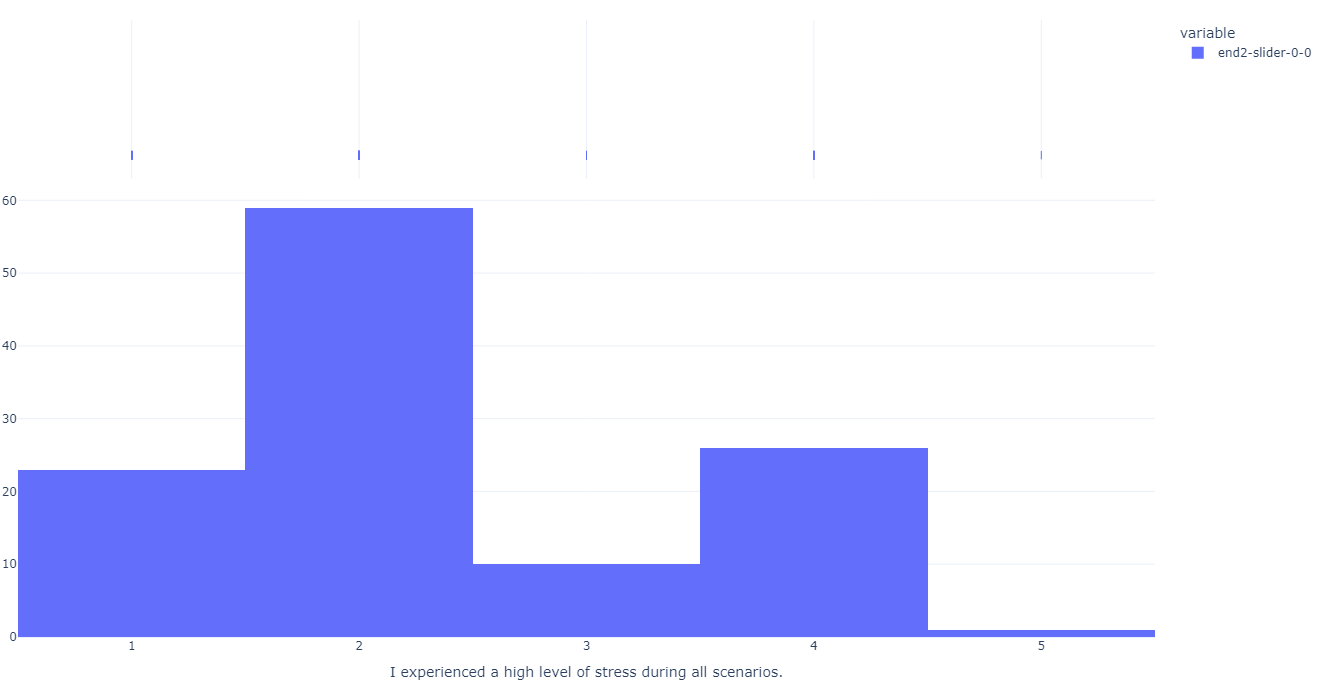 variable
end2-slider-0-0
60
50
40
30
20
10
0
1 2 3 4 5
I experienced a high level of stress during all scenarios.